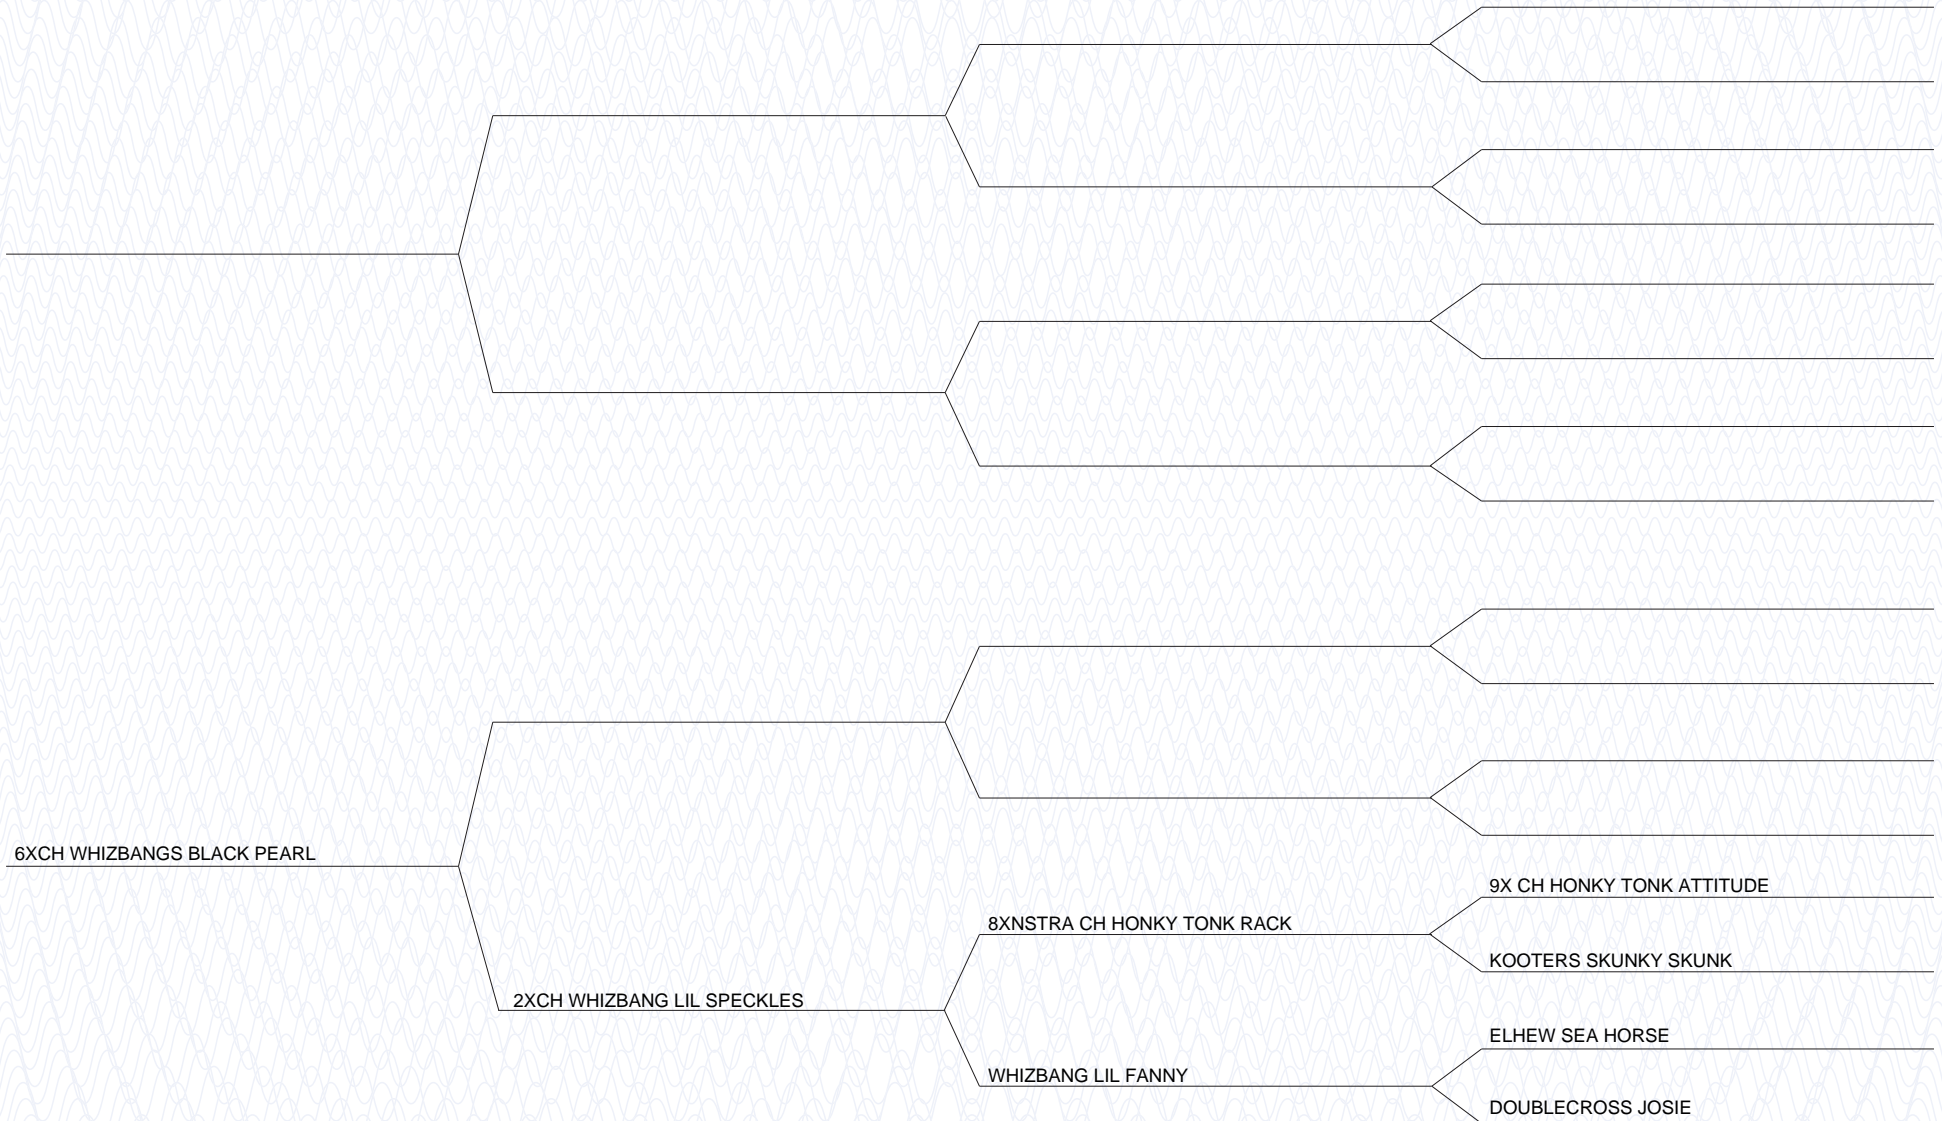 6XCH WHIZBANGS BLACK PEARL
2XCH WHIZBANG LIL SPECKLES
8XNSTRA CH HONKY TONK RACK
WHIZBANG LIL FANNY
9X CH HONKY TONK ATTITUDE
KOOTERS SKUNKY SKUNK
ELHEW SEA HORSE
DOUBLECROSS JOSIE